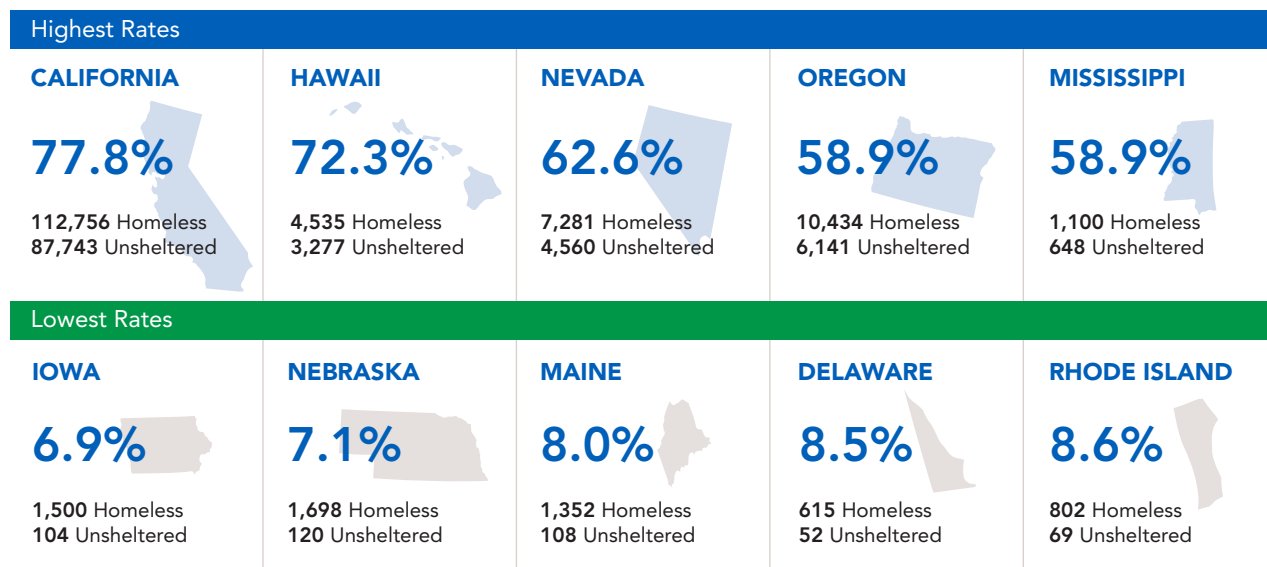 Highest Rates
CALIFORNIA
77.8%
112,756 Homeless
87,743 Unsheltered
HAWAII
72.3%
4,535 Homeless
3,277 Unsheltered
NEVADA
62.6%
7,281 Homeless
4,560 Unsheltered
OREGON
58.9%
10,434 Homeless
6,141 Unsheltered
MISSISSIPPI
58.9%
1,100 Homeless
648 Unsheltered
Lowest Rates
IOWA
6.9%
1,500 Homeless
104 Unsheltered
NEBRASKA
7.1%
1,698 Homeless
120 Unsheltered
MAINE
8.0%
1,352 Homeless
108 Unsheltered
DELAWARE
8.5%
615 Homeless
52 Unsheltered
RHODE ISLAND
8.6%
802 Homeless
69 Unsheltered